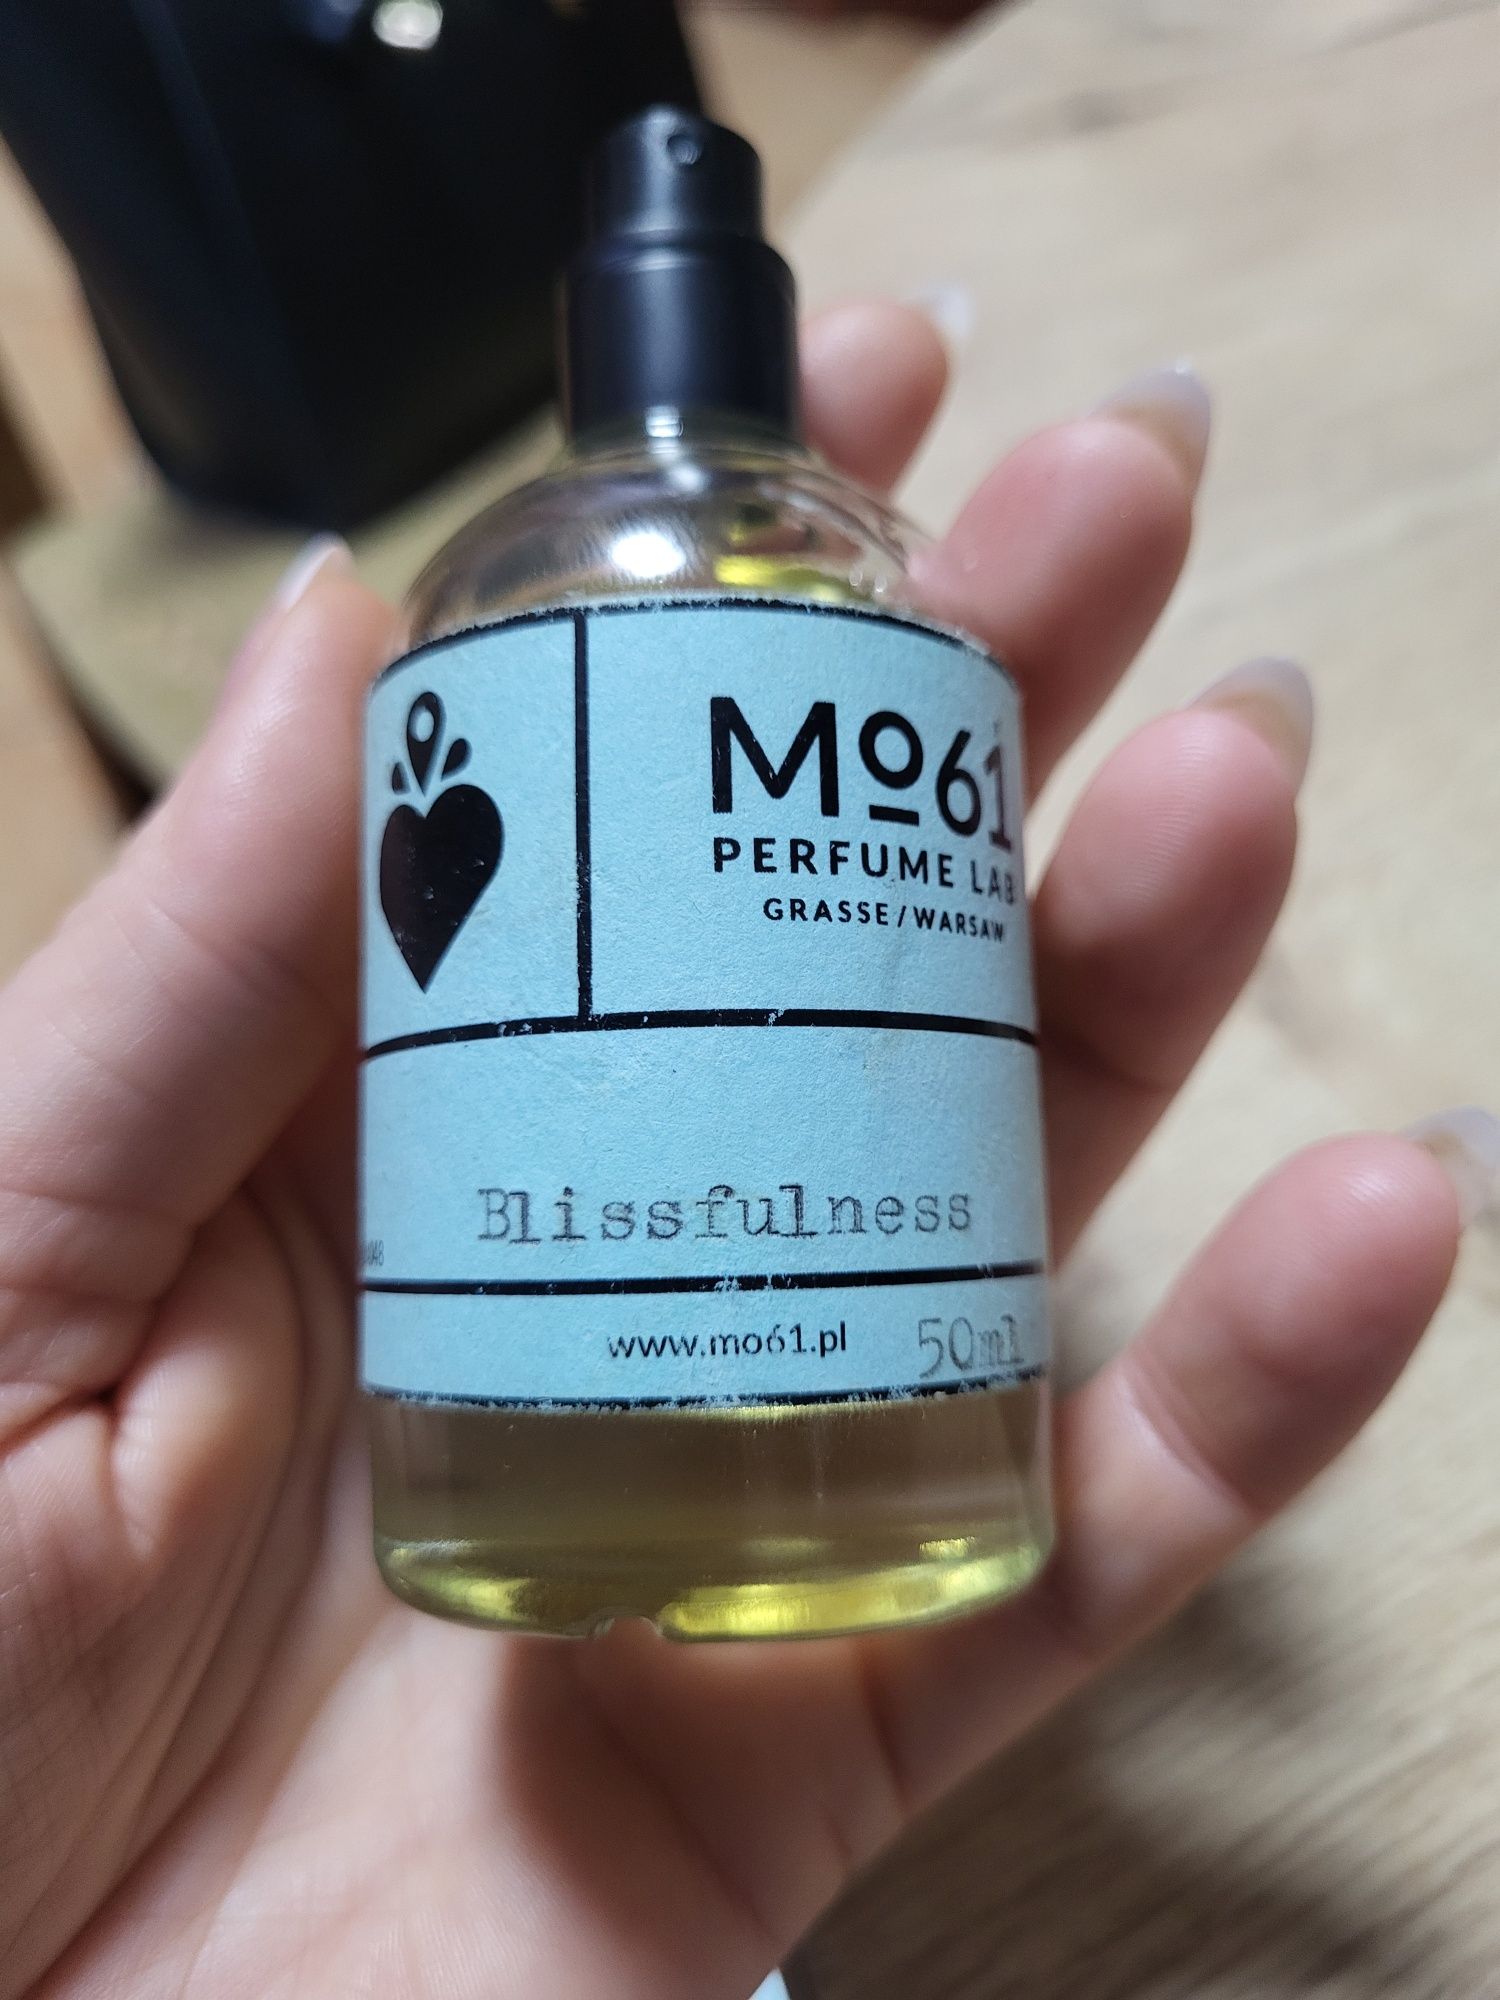 Mo61
PERFUME LAB
GRASSE/WARSAW
Blissfulness
www.mo61.pl
50ml